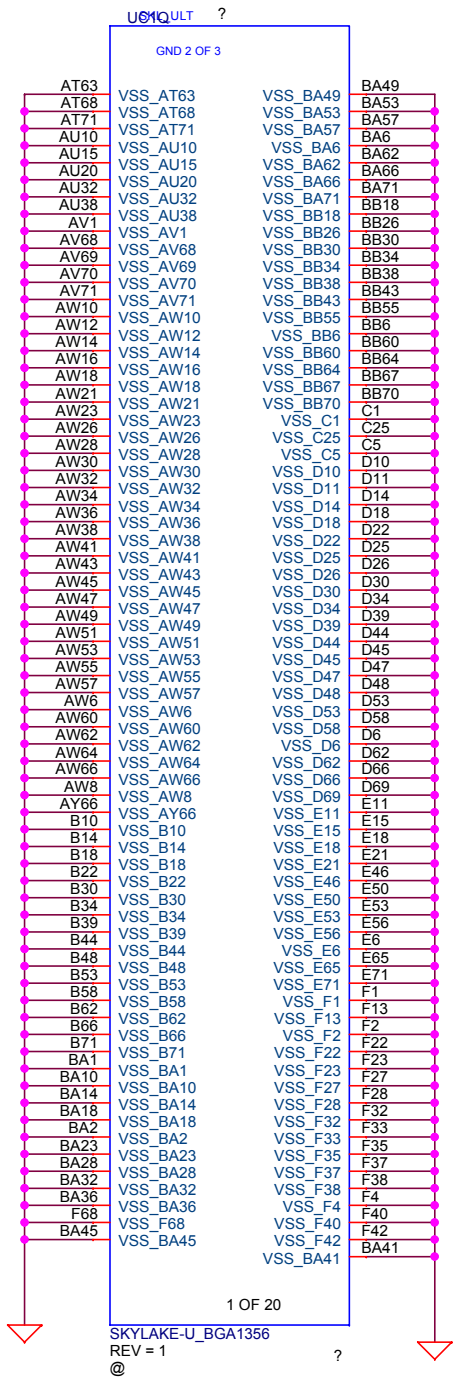 UC1Q
SKL_ULT
?
GND 2 OF 3
AT63 VSS_AT63 VSS_BA49 BA49
AT68 VSS_AT68 VSS_BA53 BA53
AT71 VSS_AT71 VSS_BA57 BA57
AU10 VSS_AU10 VSS_BA6 BA6
AU15 VSS_AU15 VSS_BA62 BA62
AU20 VSS_AU20 VSS_BA66 BA66
AU32 VSS_AU32 VSS_BA71 BA71
AU38 VSS_AU38 VSS_BB18 BB18
AV1 VSS_AV1 VSS_BB26 BB26
AV68 VSS_AV68 VSS_BB30 BB30
AV69 VSS_AV69 VSS_BB34 BB34
AV70 VSS_AV70 VSS_BB38 BB38
AV71 VSS_AV71 VSS_BB43 BB43
AW10 VSS_AW10 VSS_BB55 BB55
AW12 VSS_AW12 VSS_BB6 BB6
AW14 VSS_AW14 VSS_BB60 BB60
AW16 VSS_AW16 VSS_BB64 BB64
AW18 VSS_AW18 VSS_BB67 BB67
AW21 VSS_AW21 VSS_BB70 BB70
AW23 VSS_AW23 VSS_C1 C1
AW26 VSS_AW26 VSS_C25 C25
AW28 VSS_AW28 VSS_C5 C5
AW30 VSS_AW30 VSS_D10 D10
AW32 VSS_AW32 VSS_D11 D11
AW34 VSS_AW34 VSS_D14 D14
AW36 VSS_AW36 VSS_D18 D18
AW38 VSS_AW38 VSS_D22 D22
AW41 VSS_AW41 VSS_D25 D25
AW43 VSS_AW43 VSS_D26 D26
AW45 VSS_AW45 VSS_D30 D30
AW47 VSS_AW47 VSS_D34 D34
AW49 VSS_AW49 VSS_D39 D39
AW51 VSS_AW51 VSS_D44 D44
AW53 VSS_AW53 VSS_D45 D45
AW55 VSS_AW55 VSS_D47 D47
AW57 VSS_AW57 VSS_D48 D48
AW6 VSS_AW6 VSS_D53 D53
AW60 VSS_AW60 VSS_D58 D58
AW62 VSS_AW62 VSS_D6 D6
AW64 VSS_AW64 VSS_D62 D62
AW66 VSS_AW66 VSS_D66 D66
AW8 VSS_AW8 VSS_D69 D69
AY66 VSS_AY66 VSS_E11 E11
B10 VSS_B10 VSS_E15 E15
B14 VSS_B14 VSS_E18 E18
B18 VSS_B18 VSS_E21 E21
B22 VSS_B22 VSS_E46 E46
B30 VSS_B30 VSS_E50 E50
B34 VSS_B34 VSS_E53 E53
B39 VSS_B39 VSS_E56 E56
B44 VSS_B44 VSS_E6 E6
B48 VSS_B48 VSS_E65 E65
B53 VSS_B53 VSS_E71 E71
B58 VSS_B58 VSS_F1 F1
B62 VSS_B62 VSS_F13 F13
B66 VSS_B66 VSS_F2 F2
B71 VSS_B71 VSS_F22 F22
BA1 VSS_BA1 VSS_F23 F23
BA10 VSS_BA10 VSS_F27 F27
BA14 VSS_BA14 VSS_F28 F28
BA18 VSS_BA18 VSS_F32 F32
BA2 VSS_BA2 VSS_F33 F33
BA23 VSS_BA23 VSS_F35 F35
BA28 VSS_BA28 VSS_F37 F37
BA32 VSS_BA32 VSS_F38 F38
BA36 VSS_BA36 VSS_F4 F4
F68 VSS_F68 VSS_F40 F40
BA45 VSS_BA45 VSS_F42 F42
VSS_BA41 BA41
1 OF 20
SKYLAKE-U_BGA1356
REV = 1
?
@